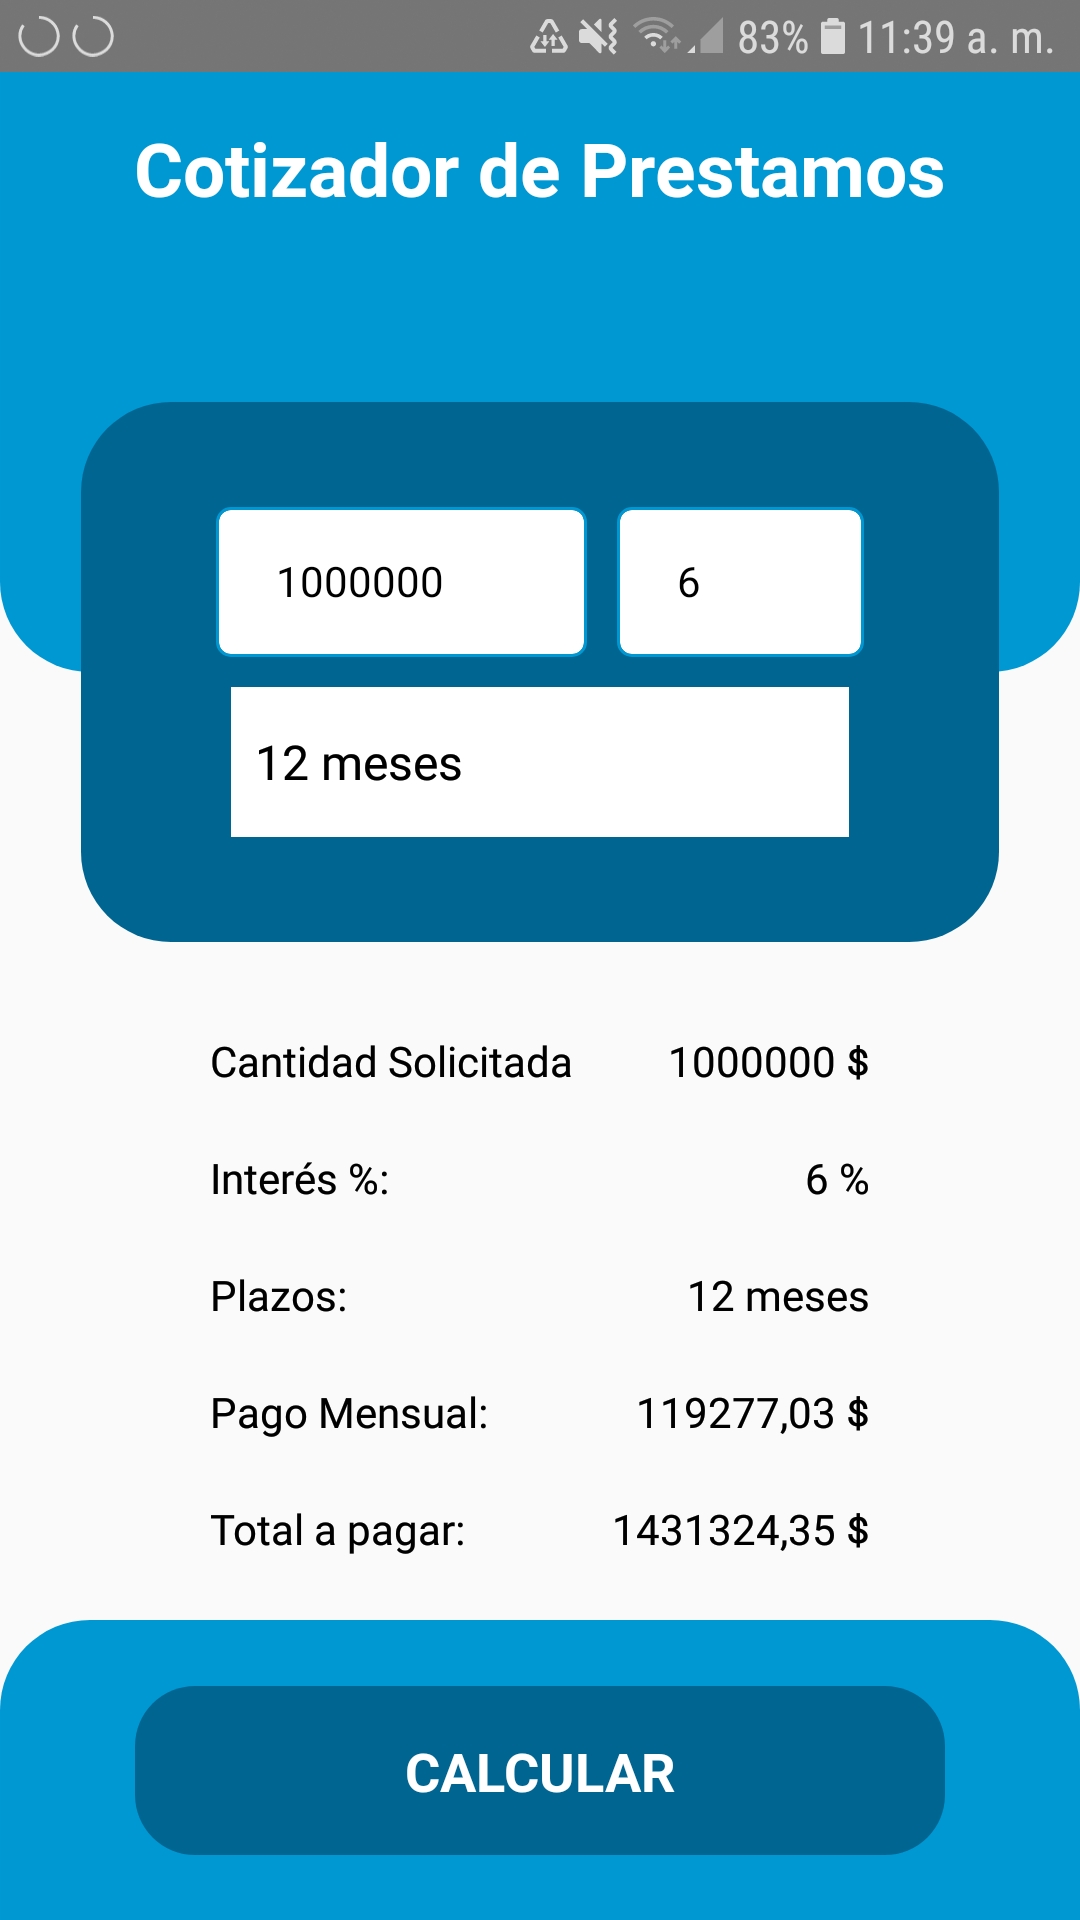 83% 11:39 a. m.
Cotizador de Prestamos
1000000 6
12 meses
Cantidad Solicitada 1000000 $
Interés %: 6 %
Plazos: 12 meses
Pago Mensual: 119277,03 $
Total a pagar: 1431324,35 $
CALCULAR